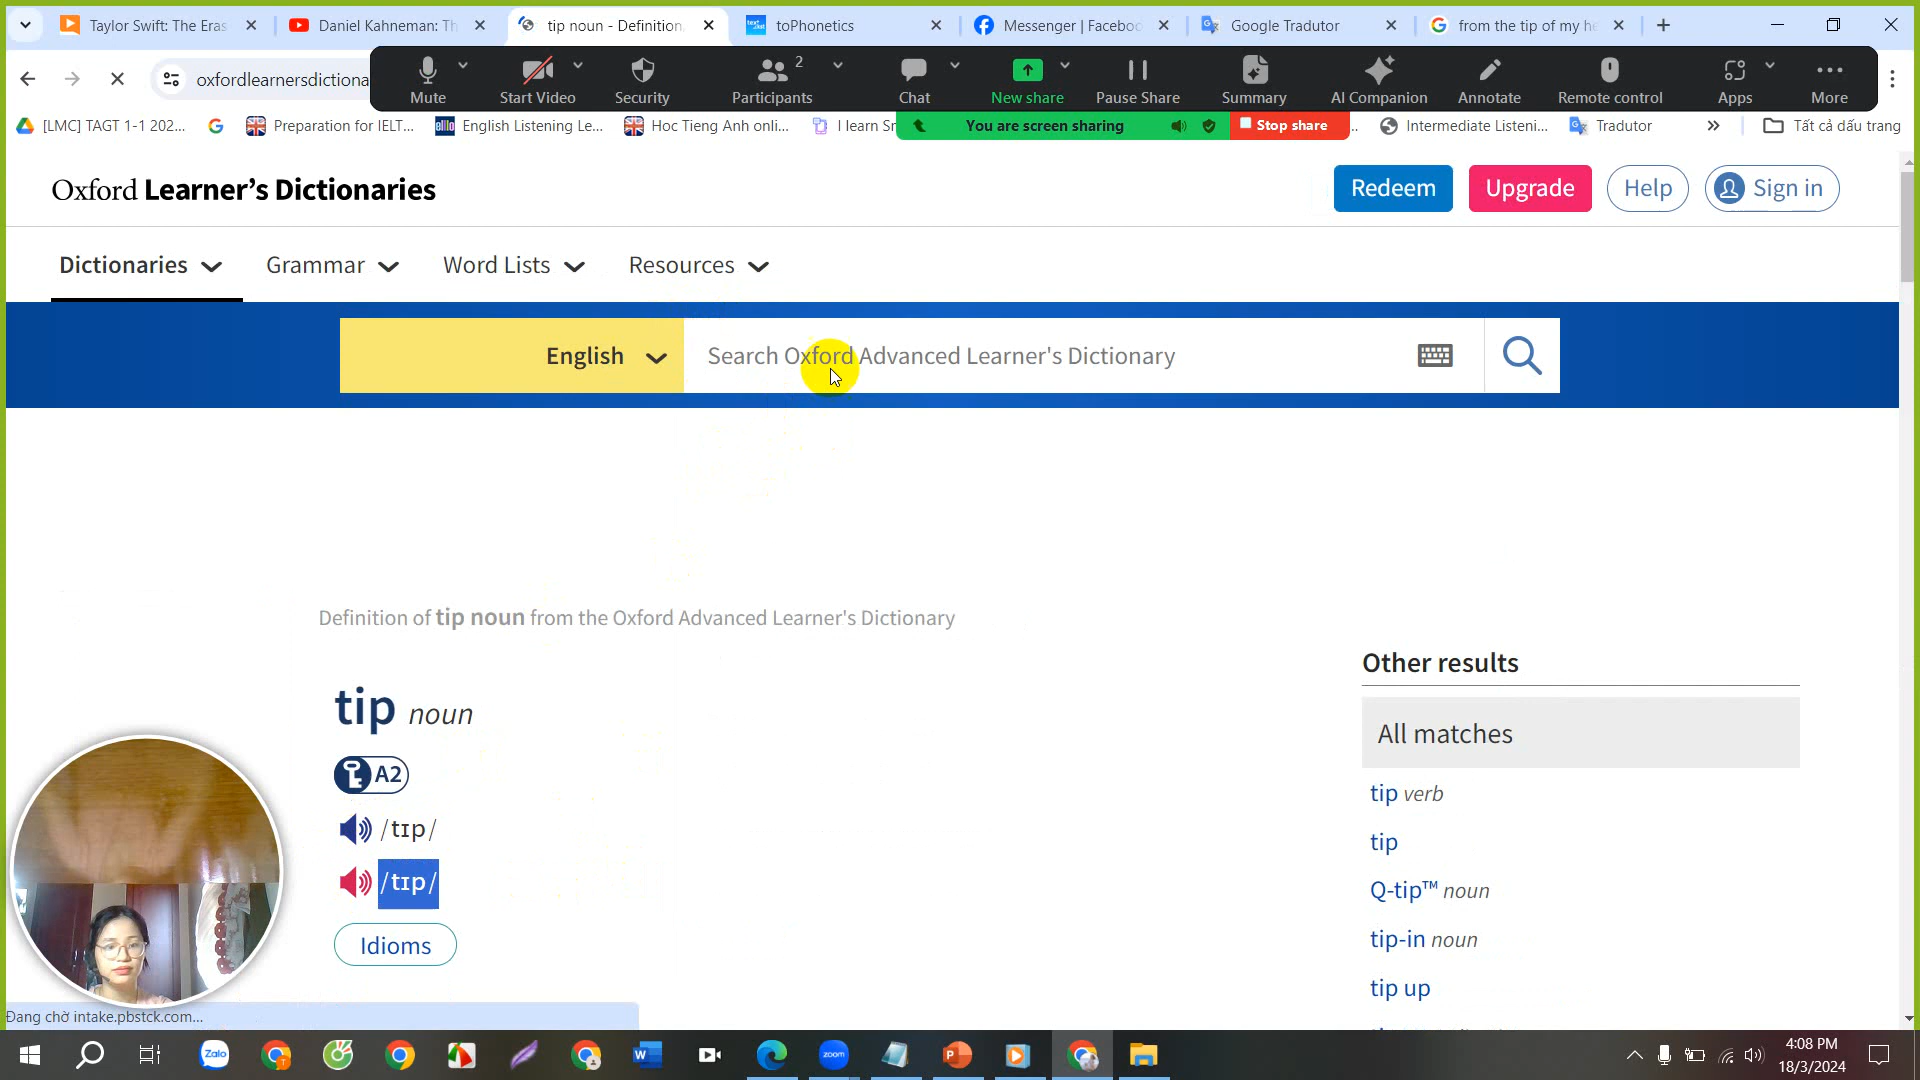 Taylor Swift: The Eras
Daniel Kahneman: Th
tip noun - Definition,
toPhonetics
Messenger | Faceboo
Google Tradutor
from the tip of my he
oxfordlearnersdictiona
Mute
Start Video
Security
2
Participants
Chat
New share
Pause Share
Summary
AI Companion
Annotate
Remote control
Apps
More
[LMC] TAGT 1-1 202...
Preparation for IELT...
English Listening Le...
Hoc Tieng Anh onli...
I learn Sr
You are screen sharing
Stop share
Intermediate Listeni...
Tradutor
Tất cả dấu trang
Oxford Learner's Dictionaries
Redeem
Upgrade
Help
Sign in
Dictionaries
Grammar
Word Lists
Resources
English
Search Oxford Advanced Learner's Dictionary
Definition of tip noun from the Oxford Advanced Learner's Dictionary
Other results
All matches
tip noun
A2
/tɪp/
/tɪp/
Idioms
tip verb
tip
Q-tip™ noun
tip-in noun
tip up
Đang chờ intake.pbstck.com...
Zalo
zoom
4:08 PM
18/3/2024